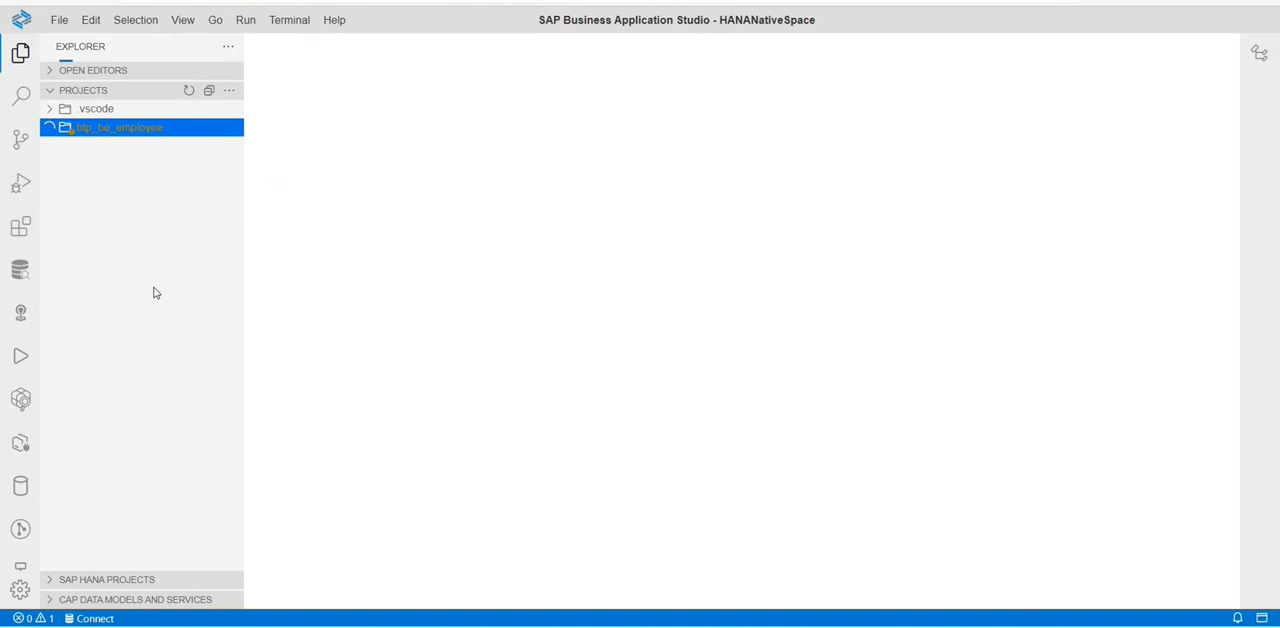 File Edit Selection View Go Run Terminal Help SAP Business Application Studio - HANANativeSpace
EXPLORER
OPEN EDITORS
PROJECTS
.vscode
btp_be_employee
SAP HANA PROJECTS
CAP DATA MODELS AND SERVICES
0 1 Connect